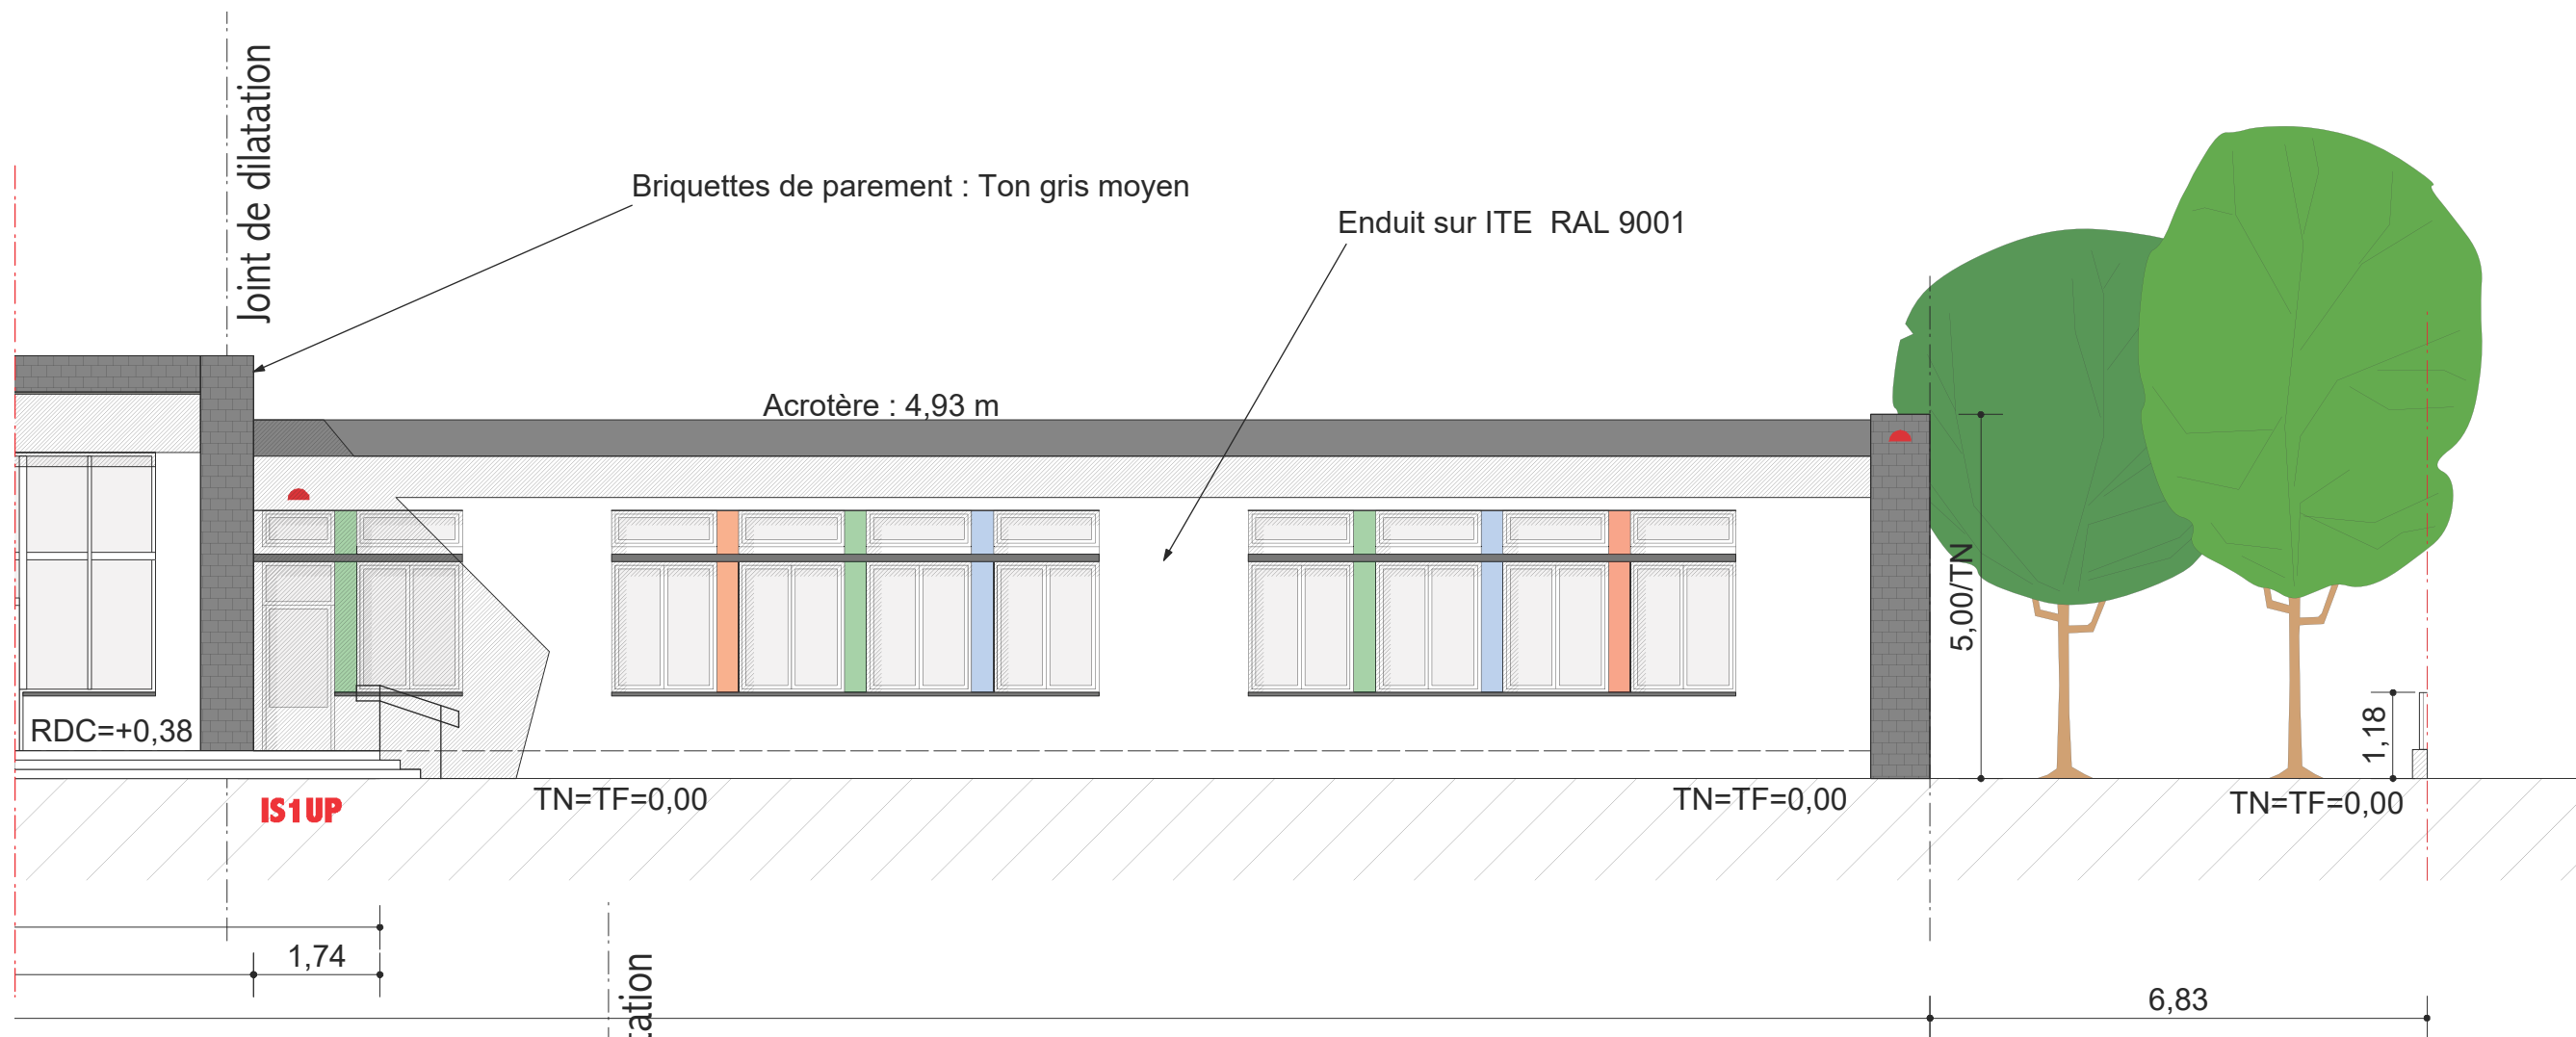 Joint de dilatation
Briquettes de parement : Ton gris moyen
Enduit sur ITE  RAL 9001
Acrotère : 4,93 m
5,00/TN
1,18
RDC=+0,38
IS1UP
TN=TF=0,00
TN=TF=0,00
TN=TF=0,00
1,74
tation
6,83